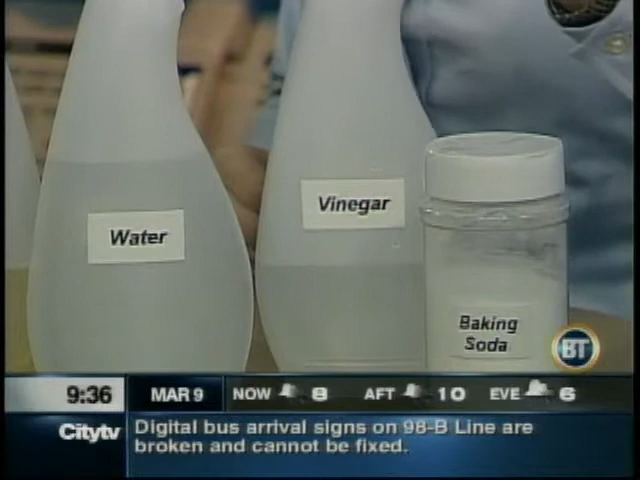 Water
Vinegar
Baking
Soda
BT
9:36 MAR 9 NOW 8 AFT 10 EVE 6
Citytv
Digital bus arrival signs on 98-B Line are
broken and cannot be fixed.